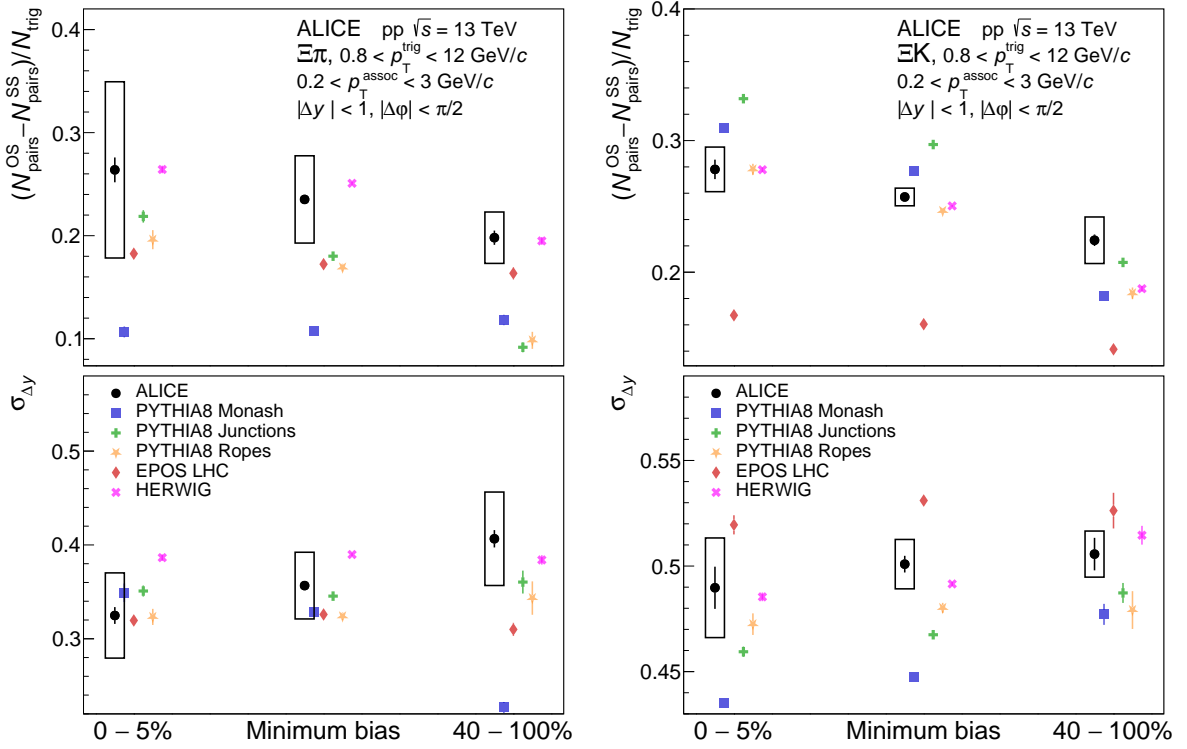 (N_pairs^OS − N_pairs^SS)/N_trig
0.4
0.3
0.2
0.1
ALICE pp √s = 13 TeV
Ξπ, 0.8 < p_T^trig < 12 GeV/c
0.2 < p_T^assoc < 3 GeV/c
|Δy | < 1, |Δφ| < π/2
(N_pairs^OS − N_pairs^SS)/N_trig
0.4
0.3
0.2
ALICE pp √s = 13 TeV
ΞK, 0.8 < p_T^trig < 12 GeV/c
0.2 < p_T^assoc < 3 GeV/c
|Δy | < 1, |Δφ| < π/2
σ_Δy
0.5
0.4
0.3
ALICE
PYTHIA8 Monash
PYTHIA8 Junctions
PYTHIA8 Ropes
EPOS LHC
HERWIG
0 − 5% Minimum bias 40 − 100%
σ_Δy
0.55
0.5
0.45
ALICE
PYTHIA8 Monash
PYTHIA8 Junctions
PYTHIA8 Ropes
EPOS LHC
HERWIG
0 − 5% Minimum bias 40 − 100%